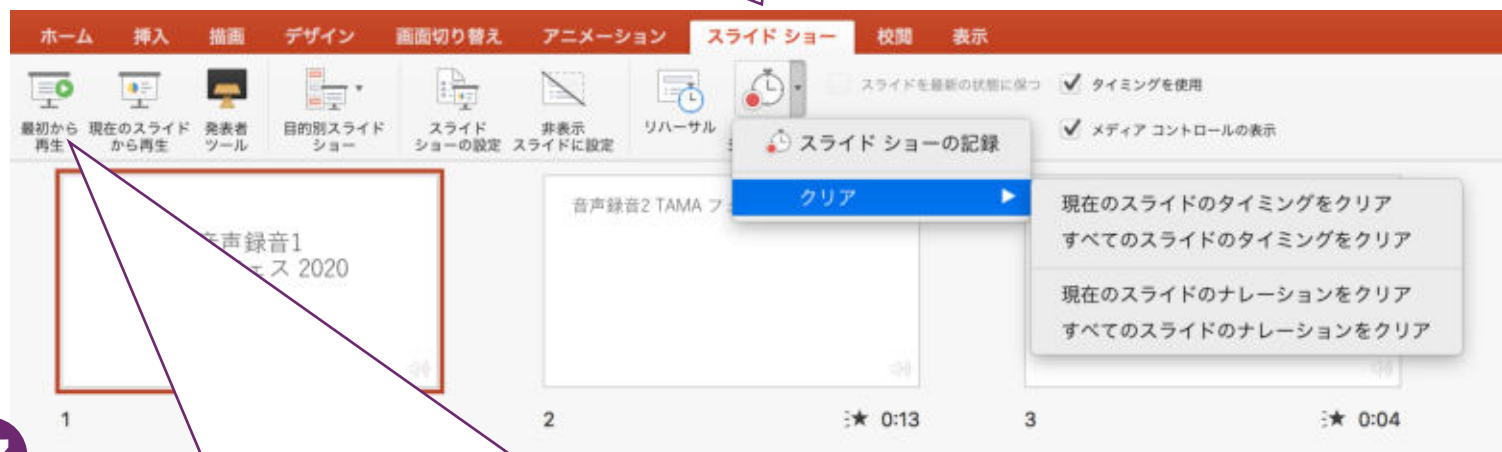 ホーム 挿入 描画 デザイン 画面切り替え アニメーション スライド ショー 校閲 表示
最初から再生
現在のスライドから再生
発表者ツール
目的別スライドショー
スライドショーの設定
非表示スライドに設定
リハーサル
スライドを最新の状態に保つ
タイミングを使用
メディア コントロールの表示
スライド ショーの記録
クリア
現在のスライドのタイミングをクリア
すべてのスライドのタイミングをクリア
現在のスライドのナレーションをクリア
すべてのスライドのナレーションをクリア
声録音1
ス 2020
音声録音2 TAMA フ
1
2 0:13
3 0:04